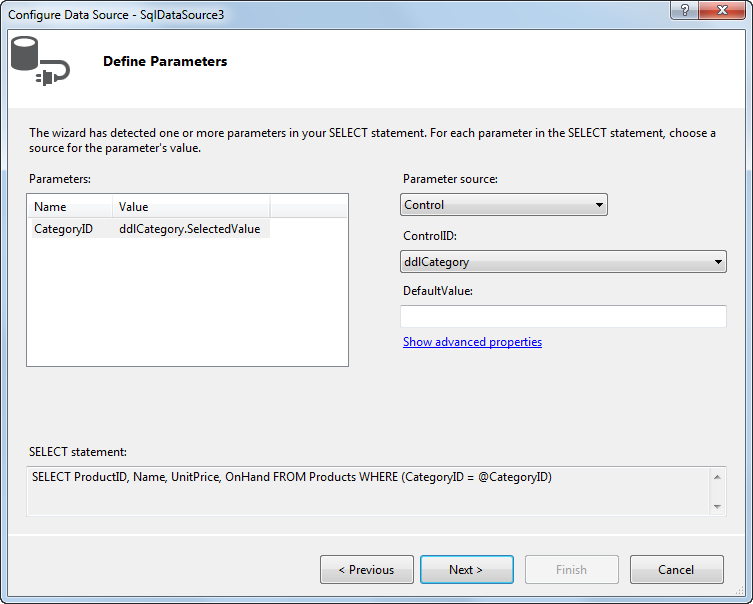 Configure Data Source - SqlDataSource3
?
Define Parameters
The wizard has detected one or more parameters in your SELECT statement. For each parameter in the SELECT statement, choose a
source for the parameter's value.
Parameters:
Name Value
CategoryID ddlCategory.SelectedValue
Parameter source:
Control
ControlID:
ddlCategory
DefaultValue:
Show advanced properties
SELECT statement:
SELECT ProductID, Name, UnitPrice, OnHand FROM Products WHERE (CategoryID = @CategoryID)
< Previous Next > Finish Cancel